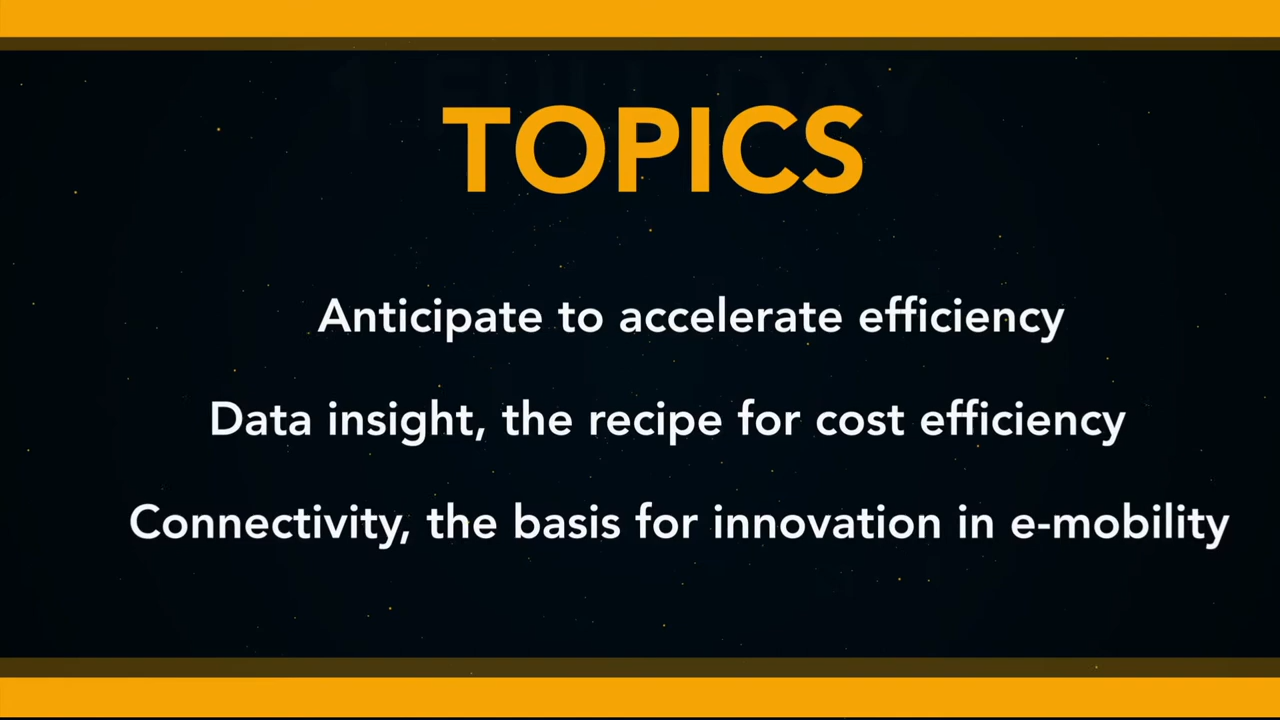 TOPICS
Anticipate to accelerate efficiency
Data insight, the recipe for cost efficiency
Connectivity, the basis for innovation in e-mobility